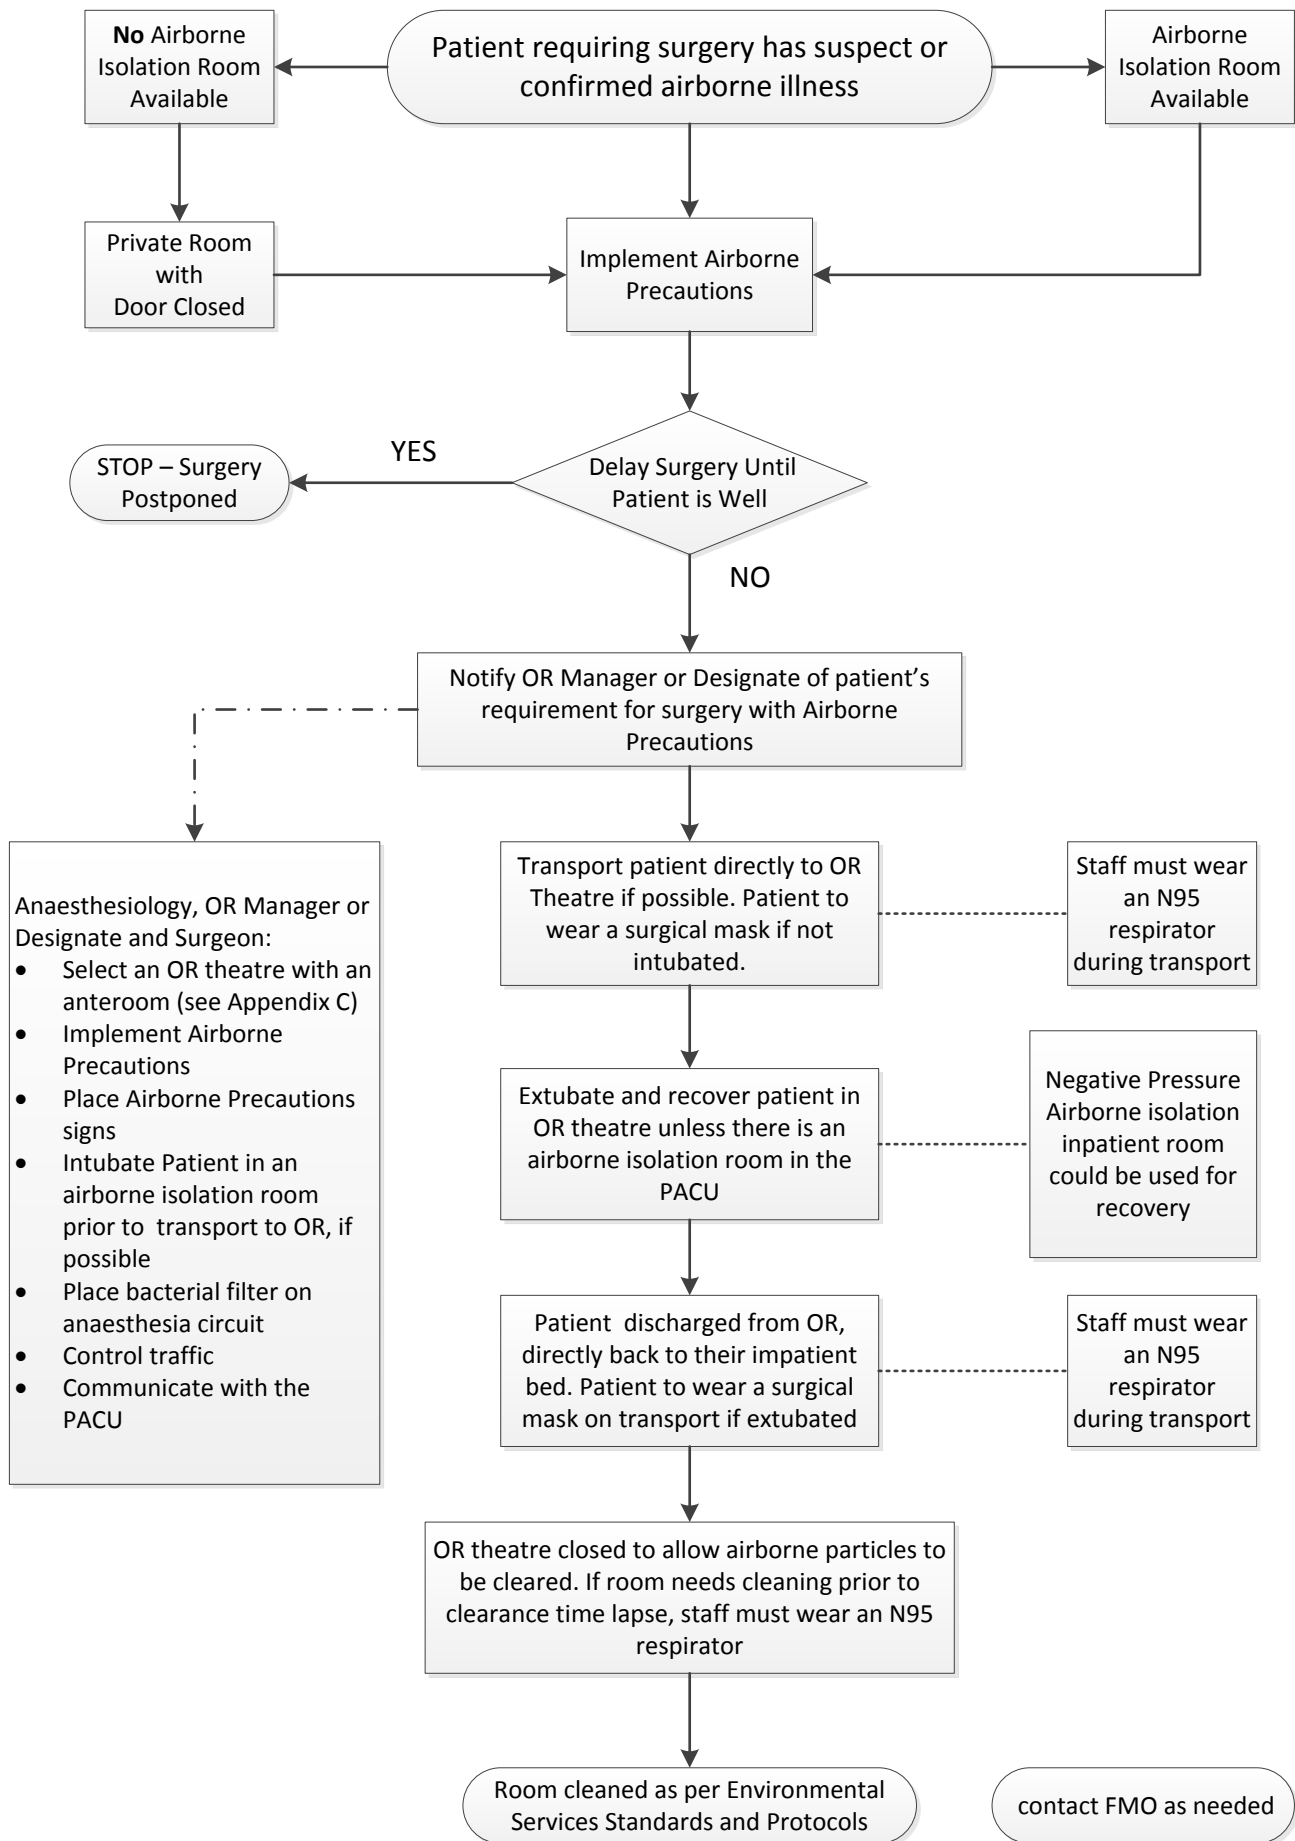 No Airborne
Isolation Room
Available
Patient requiring surgery has suspect or
confirmed airborne illness
Airborne
Isolation Room
Available
Private Room
with
Door Closed
Implement Airborne
Precautions
YES
STOP – Surgery
Postponed
Delay Surgery Until
Patient is Well
NO
Notify OR Manager or Designate of patient’s
requirement for surgery with Airborne
Precautions
Anaesthesiology, OR Manager or
Designate and Surgeon:
• Select an OR theatre with an
anteroom (see Appendix C)
• Implement Airborne
Precautions
• Place Airborne Precautions
signs
• Intubate Patient in an
airborne isolation room
prior to transport to OR, if
possible
• Place bacterial filter on
anaesthesia circuit
• Control traffic
• Communicate with the
PACU
Transport patient directly to OR
Theatre if possible. Patient to
wear a surgical mask if not
intubated.
Staff must wear
an N95
respirator
during transport
Extubate and recover patient in
OR theatre unless there is an
airborne isolation room in the
PACU
Negative Pressure
Airborne isolation
inpatient room
could be used for
recovery
Patient discharged from OR,
directly back to their impatient
bed. Patient to wear a surgical
mask on transport if extubated
Staff must wear
an N95
respirator
during transport
OR theatre closed to allow airborne particles to
be cleared. If room needs cleaning prior to
clearance time lapse, staff must wear an N95
respirator
Room cleaned as per Environmental
Services Standards and Protocols
contact FMO as needed